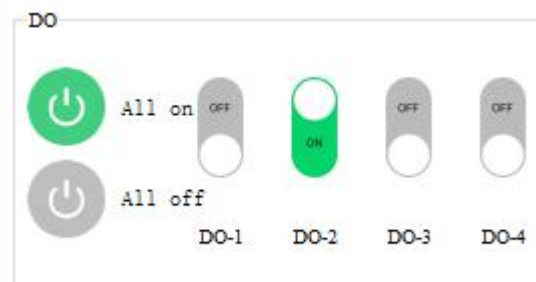 DO
All on
OFF
ON
OFF
OFF
All off
DO-1
DO-2
DO-3
DO-4